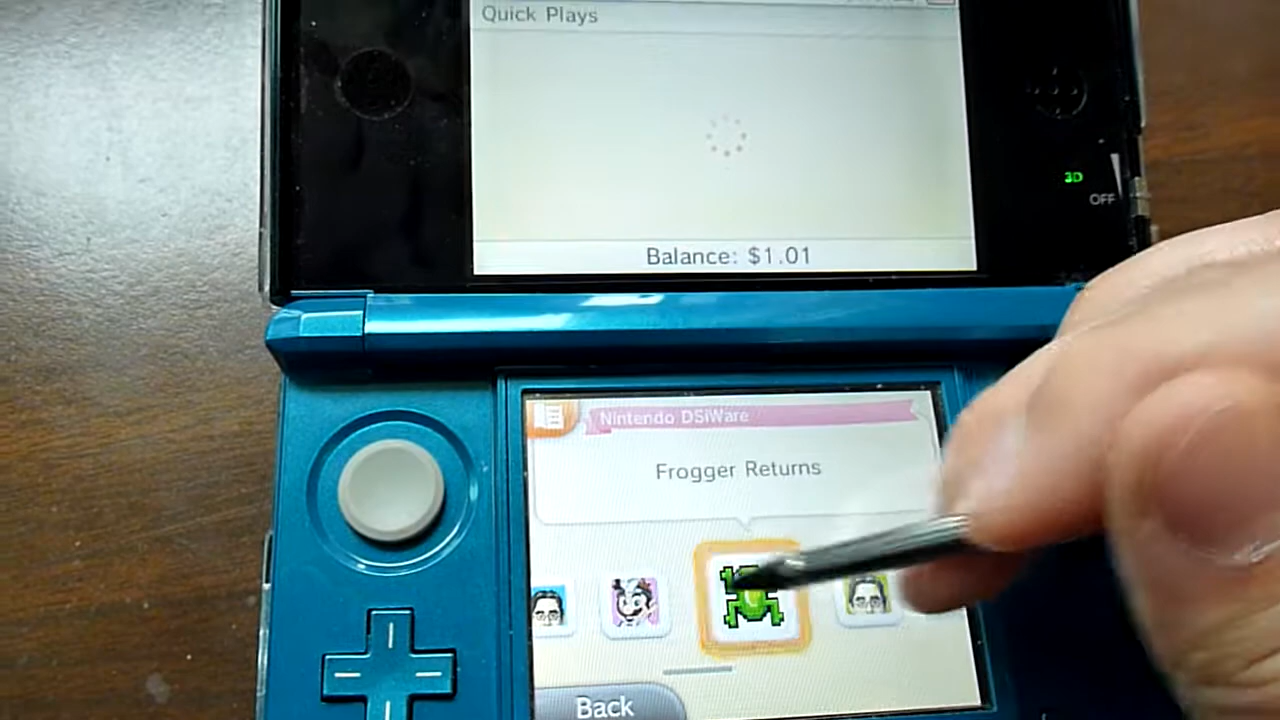 Quick Plays
3D
OFF
Balance: $1.01
Nintendo DSiWare
Frogger Returns
Back